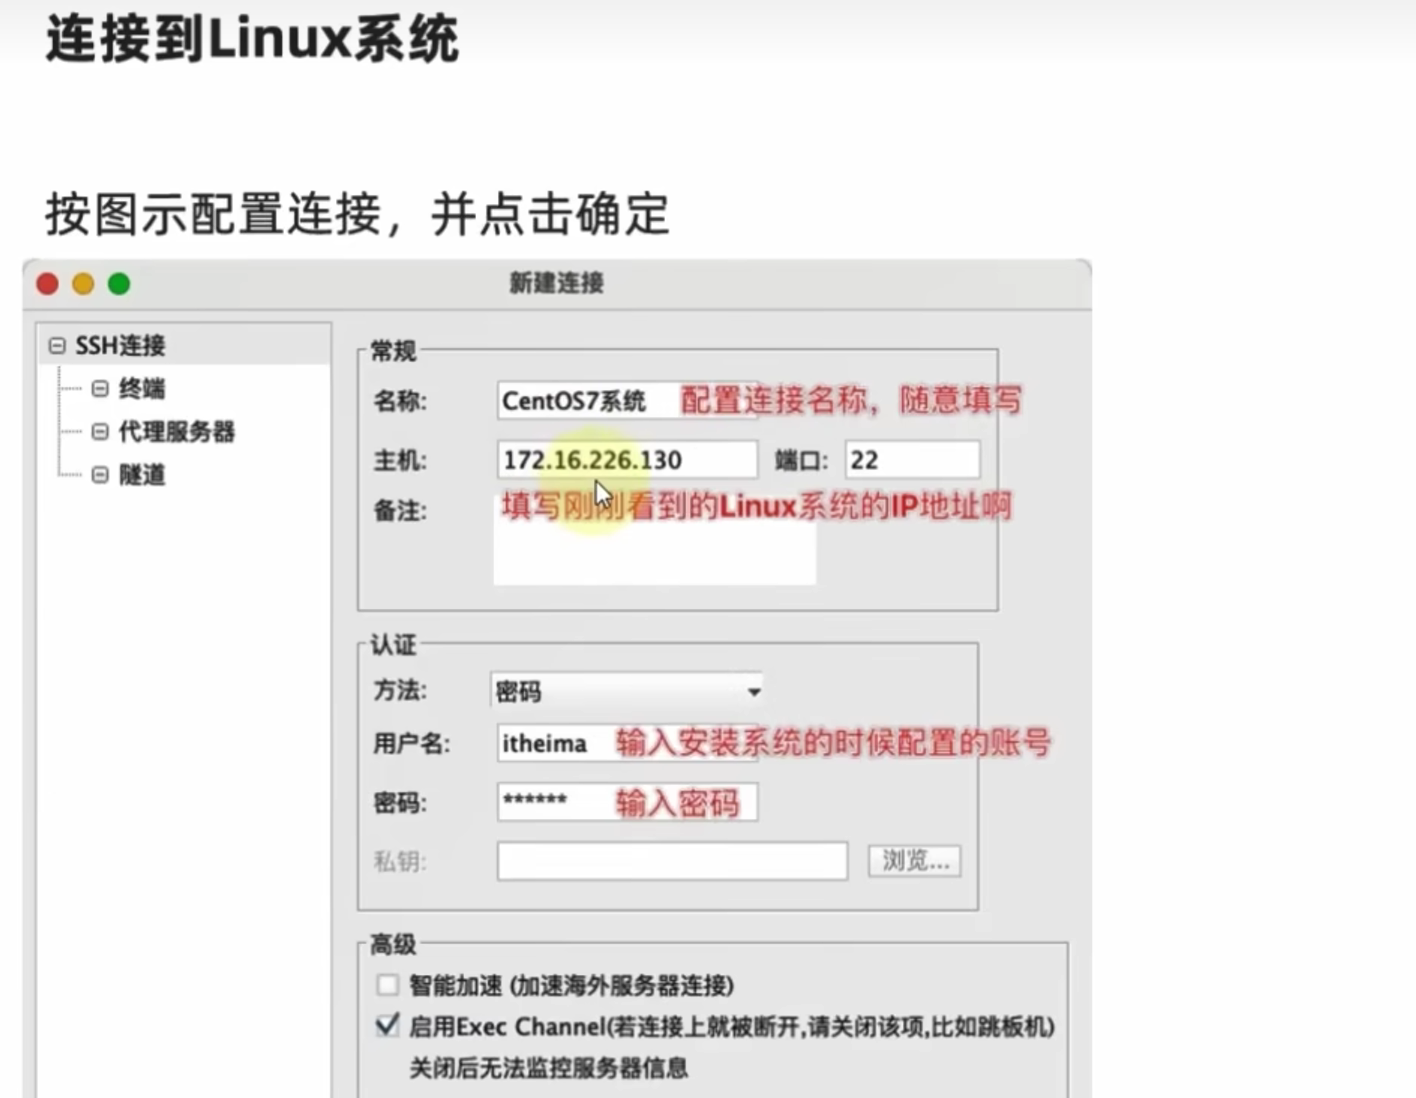 连接到Linux系统
按图示配置连接，并点击确定
新建连接
SSH连接
终端
代理服务器
隧道
常规
名称: CentOS7系统 配置连接名称，随意填写
主机: 172.16.226.130 端口: 22
备注: 填写刚刚看到的Linux系统的IP地址啊
认证
方法: 密码
用户名: itheima 输入安装系统的时候配置的账号
密码: ****** 输入密码
私钥: 浏览...
高级
智能加速 (加速海外服务器连接)
启用Exec Channel(若连接上就被断开,请关闭该项,比如跳板机)
关闭后无法监控服务器信息